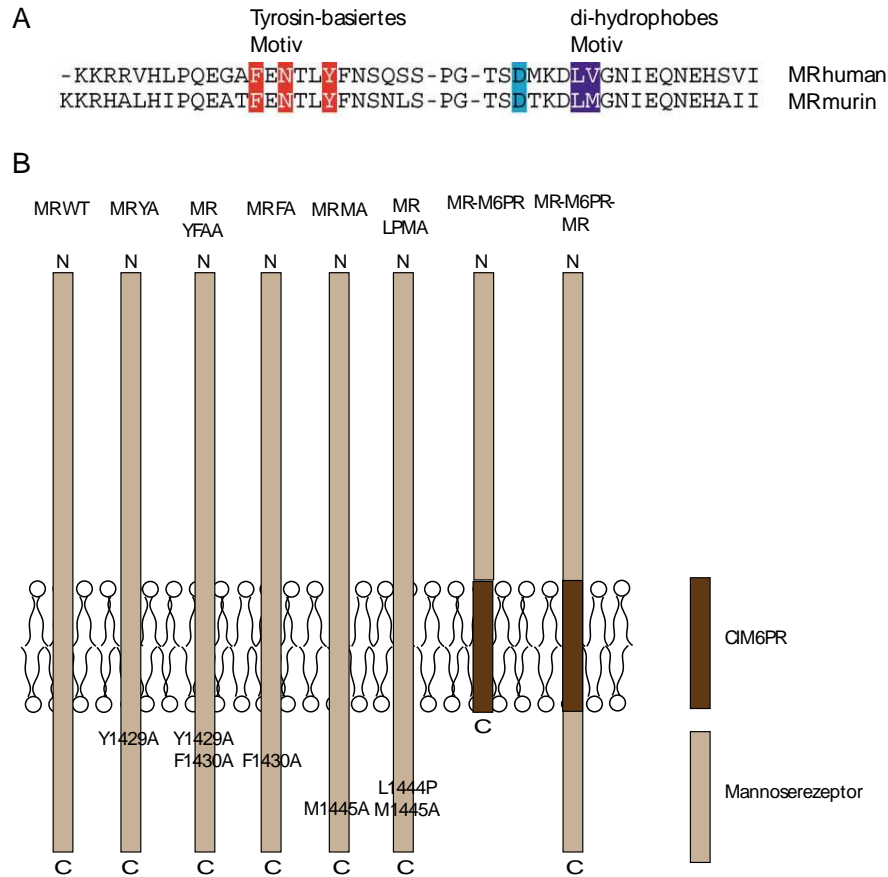 A
Tyrosin-basiertes di-hydrophobes
Motiv Motiv
-KKRRVHLPQEGAFENTLYFNSQSS-PG-TSDMKDLVGNIEQNEHSVI MRhuman
KKRHALHIPQEATFENTLYFNSNLS-PG-TSDTKDLMGNIEQNEHAII MRmurin
B
MRWT MRYA MR YFAA MRFA MRMA MR LPMA MR-M6PR MR-M6PR-MR
N N N N N N N N
CIM6PR
C
Y1429A Y1429A
F1430A F1430A
L1444P
M1445A M1445A
Mannoserezeptor
C C C C C C C